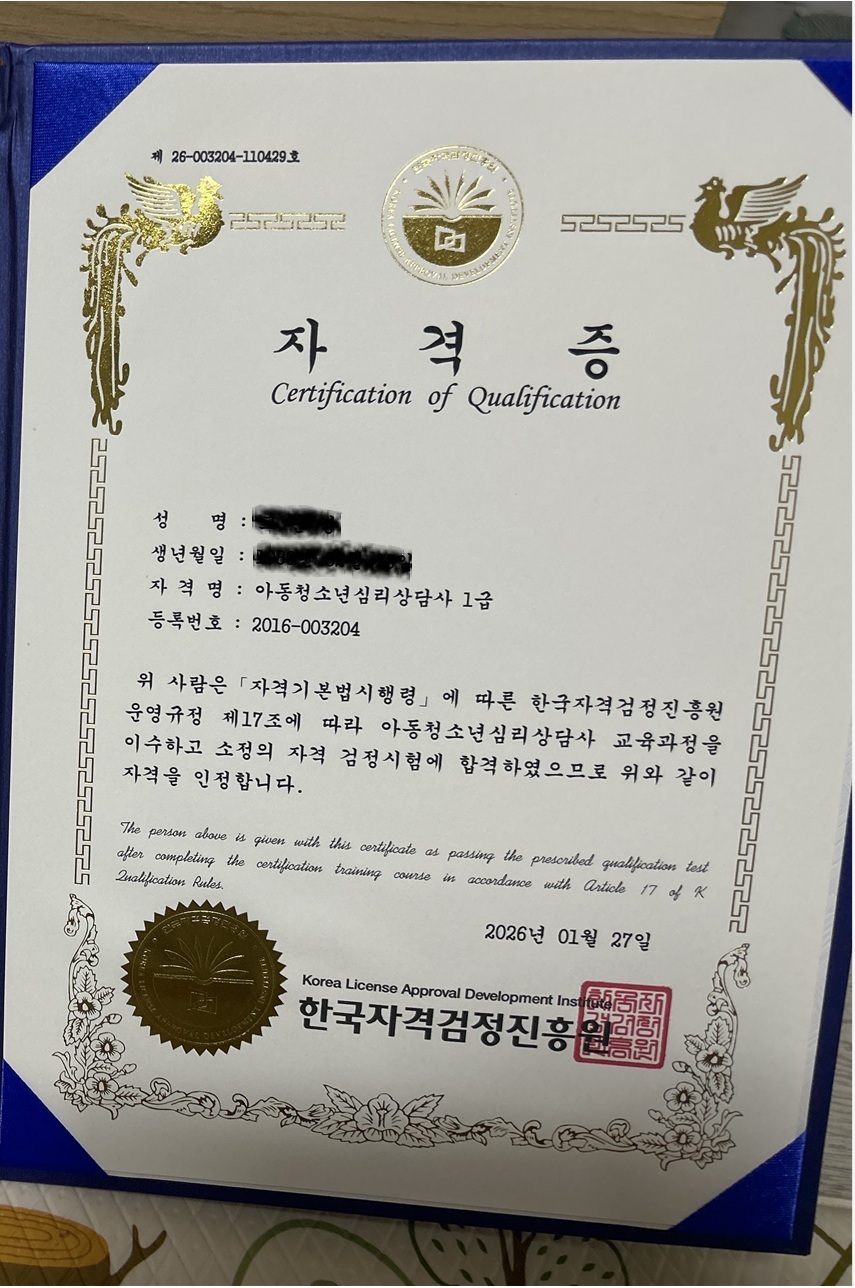 제 26-003204-110429호
자 격 증
Certification of Qualification
성 명 :
생년월일 :
자 격 명 : 아동청소년심리상담사 1급
등록번호 : 2016-003204
위 사람은「자격기본법시행령」에 따른 한국자격검정진흥원
운영규정 제17조에 따라 아동청소년심리상담사 교육과정을
이수하고 소정의 자격 검정시험에 합격하였으므로 위와 같이
자격을 인정합니다.
The person above is given with this certificate as passing the prescribed qualification test
after completing the certification training course in accordance with Article 17 of K
Qualification Rules.
2026년 01월 27일
Korea License Approval Development Institute
한국자격검정진흥원